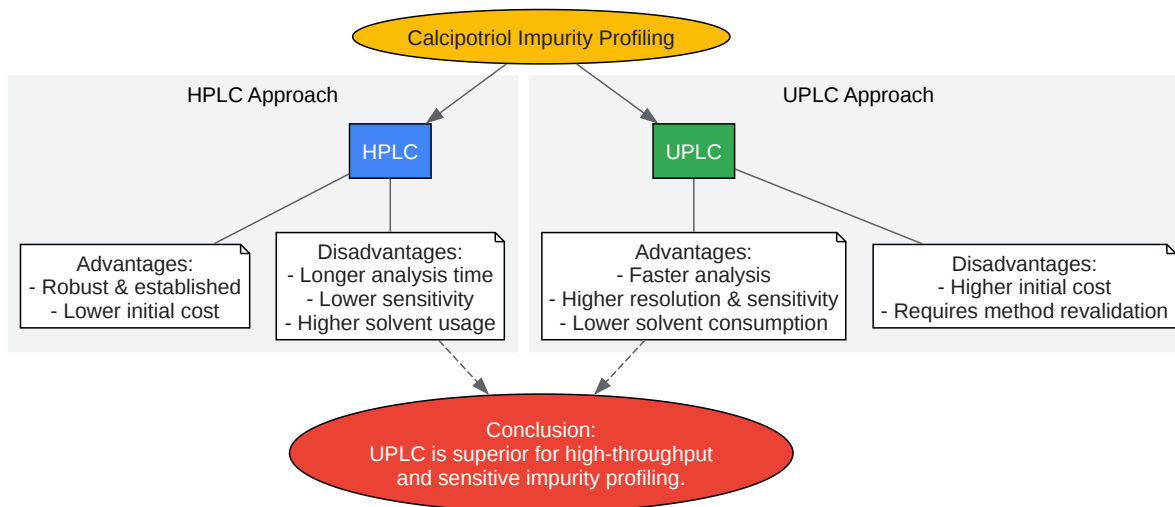 Calcipotriol Impurity Profiling
HPLC Approach
UPLC Approach
HPLC
UPLC
Advantages:
- Robust & established
- Lower initial cost
Disadvantages:
- Longer analysis time
- Lower sensitivity
- Higher solvent usage
Advantages:
- Faster analysis
- Higher resolution & sensitivity
- Lower solvent consumption
Disadvantages:
- Higher initial cost
- Requires method revalidation
Conclusion:
UPLC is superior for high-throughput
and sensitive impurity profiling.